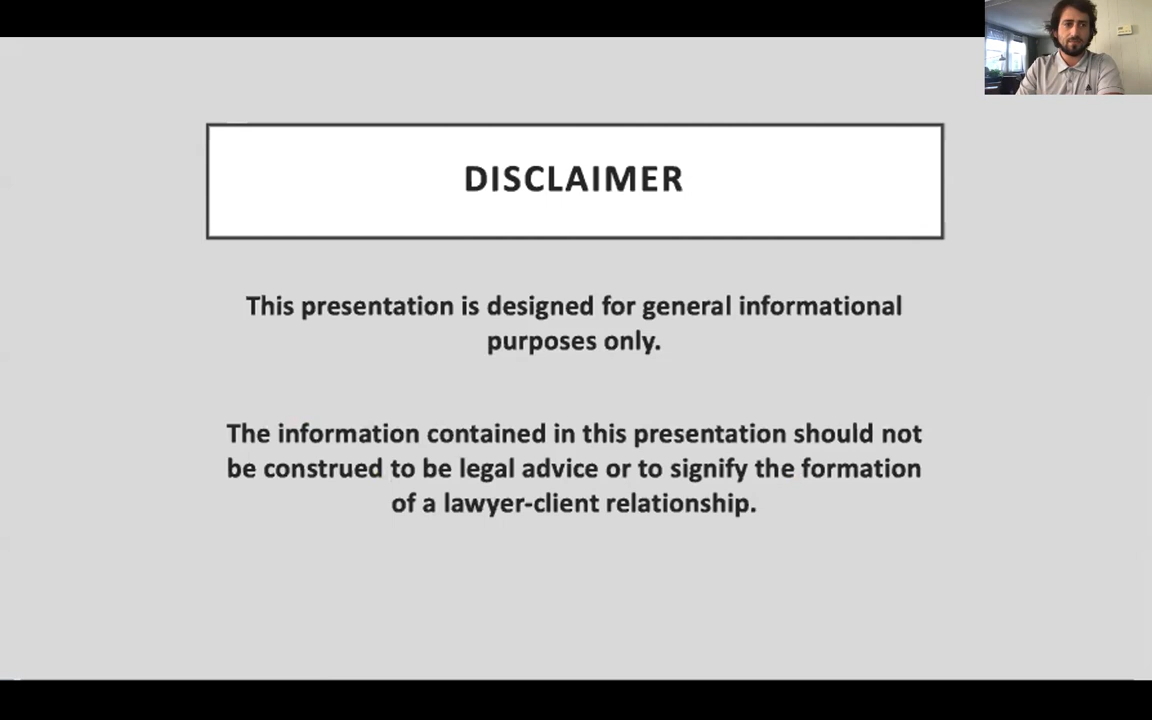 DISCLAIMER
This presentation is designed for general informational
purposes only.
The information contained in this presentation should not
be construed to be legal advice or to signify the formation
of a lawyer-client relationship.